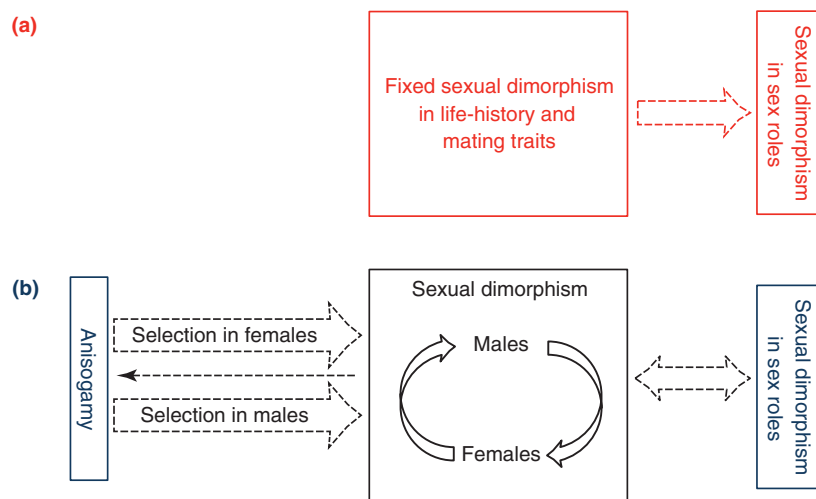 (a)
Fixed sexual dimorphism
in life-history and
mating traits
Sexual dimorphism
in sex roles
(b)
Anisogamy
Selection in females
Selection in males
Sexual dimorphism
Males
Females
Sexual dimorphism
in sex roles